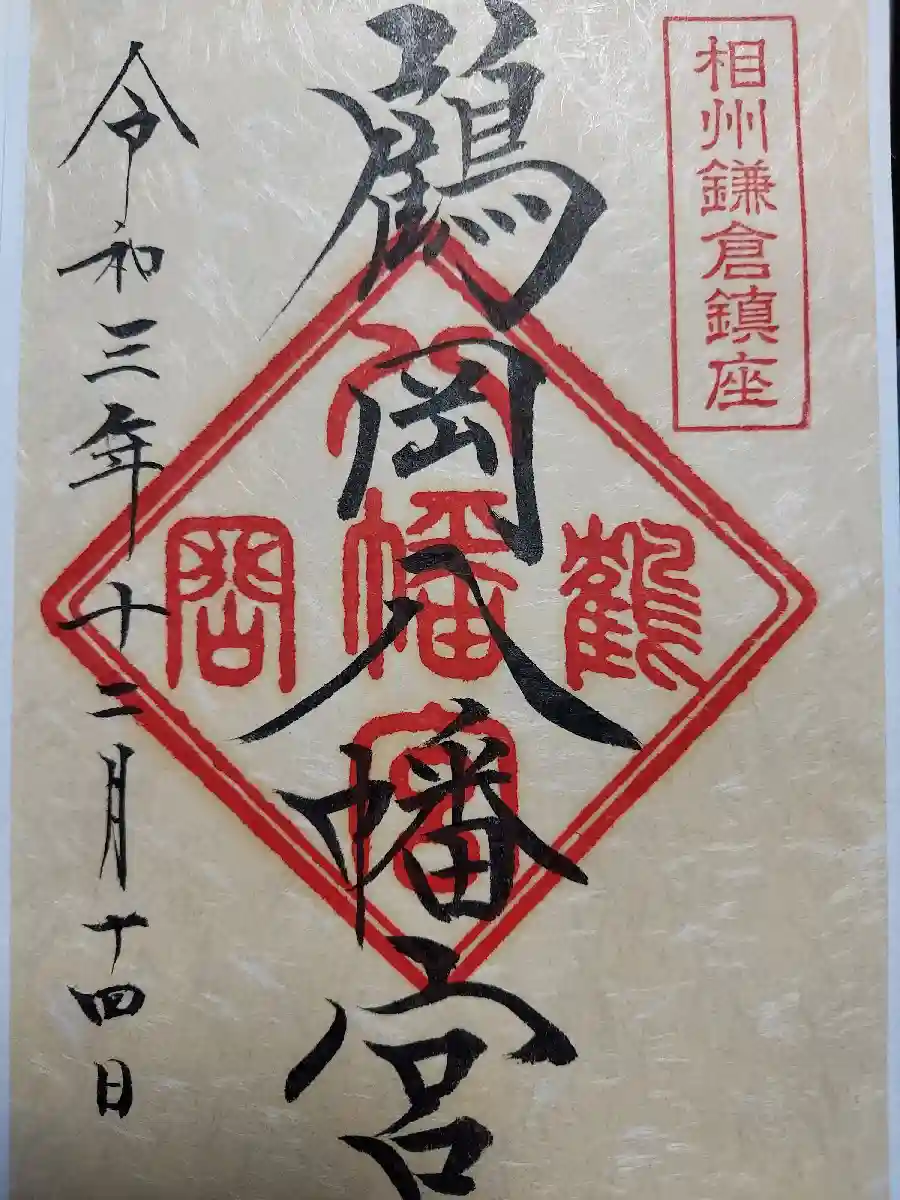 相州鎌倉鎮座
鶴岡八幡宮
鶴岡八幡宮
令和三年十二月十四日